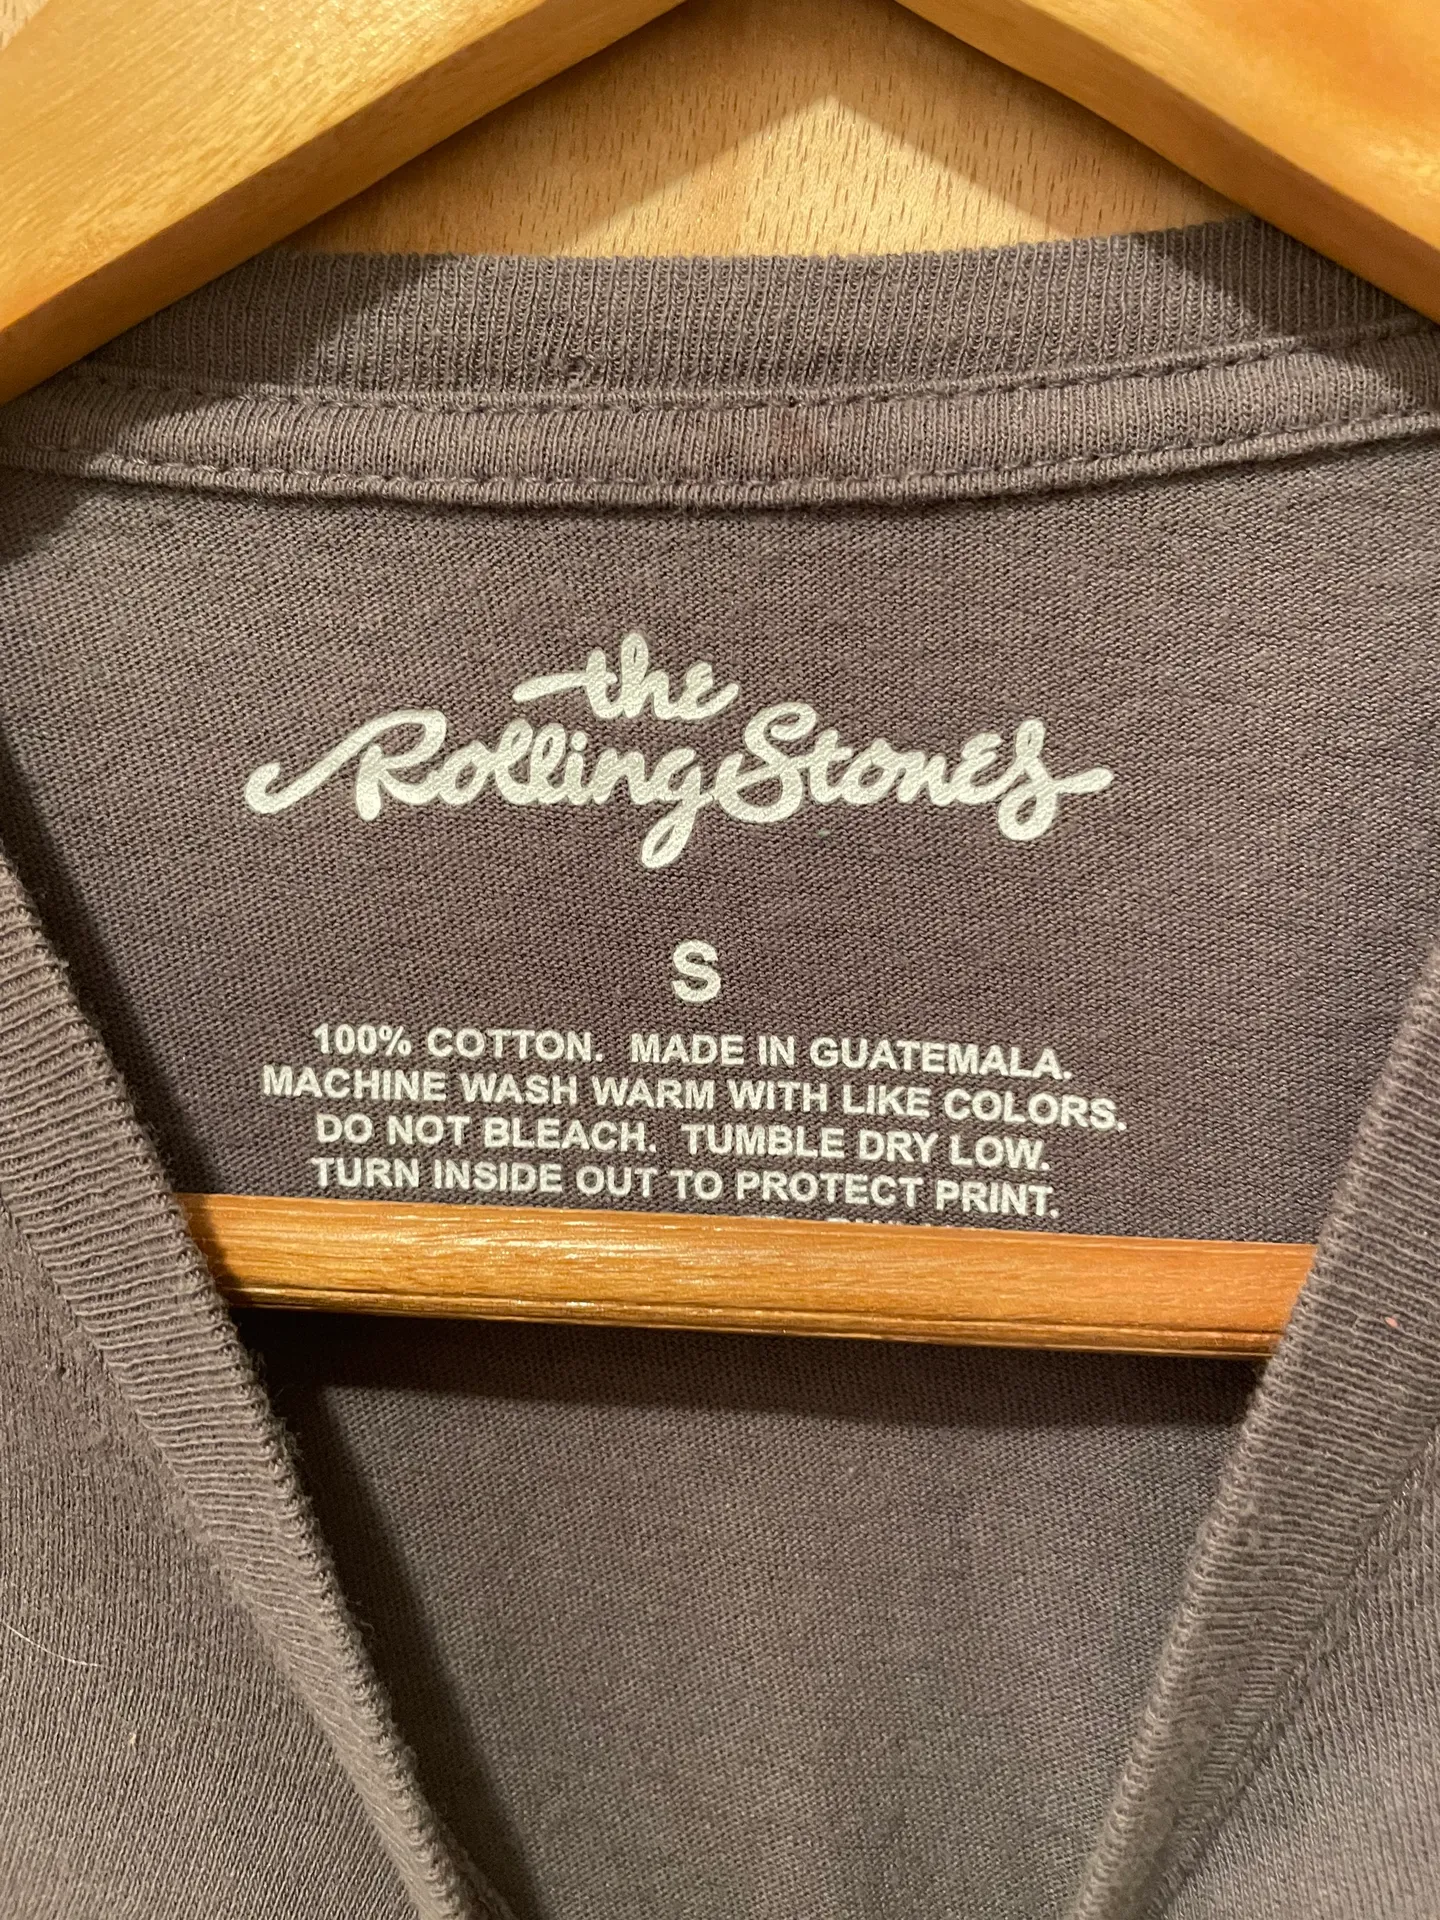 the
Rolling Stones
S
100% COTTON. MADE IN GUATEMALA.
MACHINE WASH WARM WITH LIKE COLORS.
DO NOT BLEACH. TUMBLE DRY LOW.
TURN INSIDE OUT TO PROTECT PRINT.